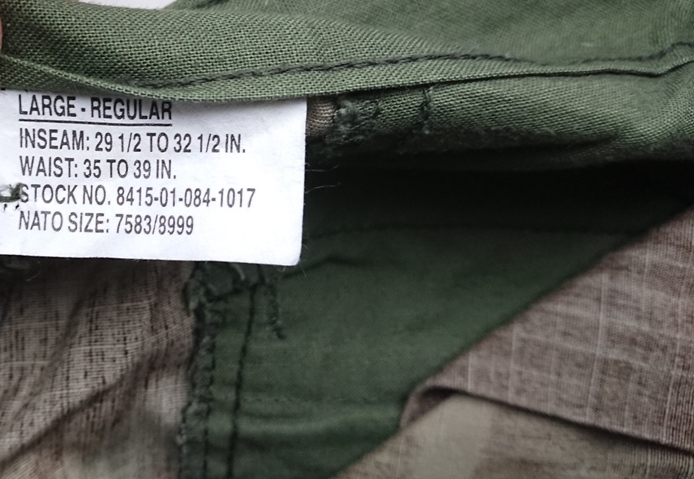 LARGE - REGULAR
INSEAM: 29 1/2 TO 32 1/2 IN.
WAIST: 35 TO 39 IN.
STOCK NO. 8415-01-084-1017
NATO SIZE: 7583/8999